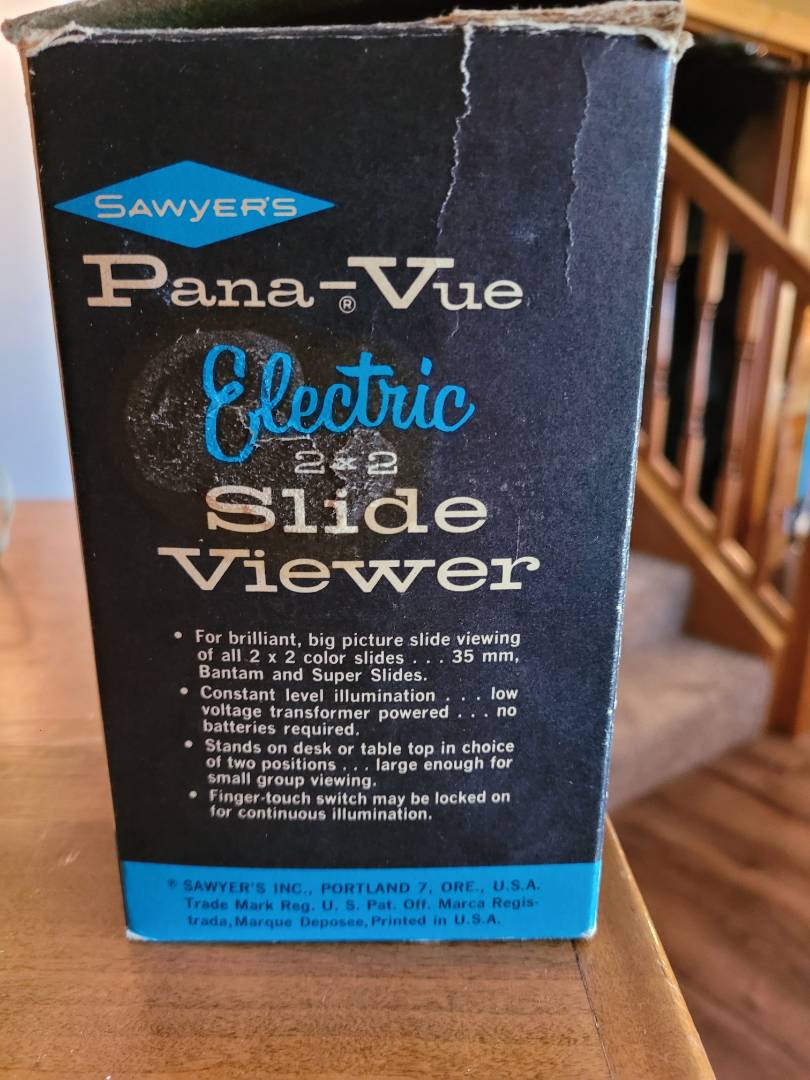 SAWYER'S
Pana-Vue
®
Electric
2x2
Slide
Viewer
• For brilliant, big picture slide viewing
of all 2 x 2 color slides . . . 35 mm,
Bantam and Super Slides.
• Constant level illumination . . . low
voltage transformer powered . . . no
batteries required.
• Stands on desk or table top in choice
of two positions . . . large enough for
small group viewing.
• Finger-touch switch may be locked on
for continuous illumination.
® SAWYER'S INC., PORTLAND 7, ORE., U.S.A.
Trade Mark Reg. U. S. Pat. Off. Marca Regis-
trada, Marque Deposee, Printed in U.S.A.